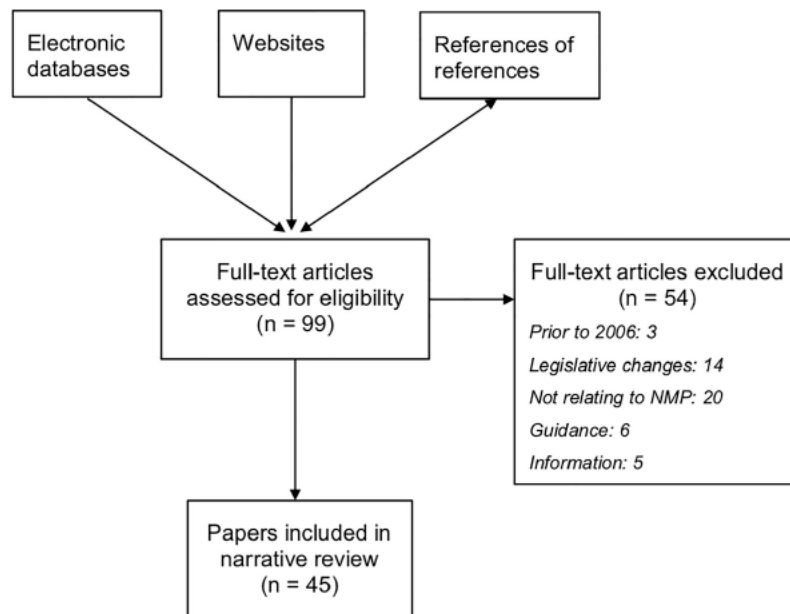 Electronic
databases
Websites
References of
references
Full-text articles
assessed for eligibility
(n = 99)
Full-text articles excluded
(n = 54)
Prior to 2006: 3
Legislative changes: 14
Not relating to NMP: 20
Guidance: 6
Information: 5
Papers included in
narrative review
(n = 45)